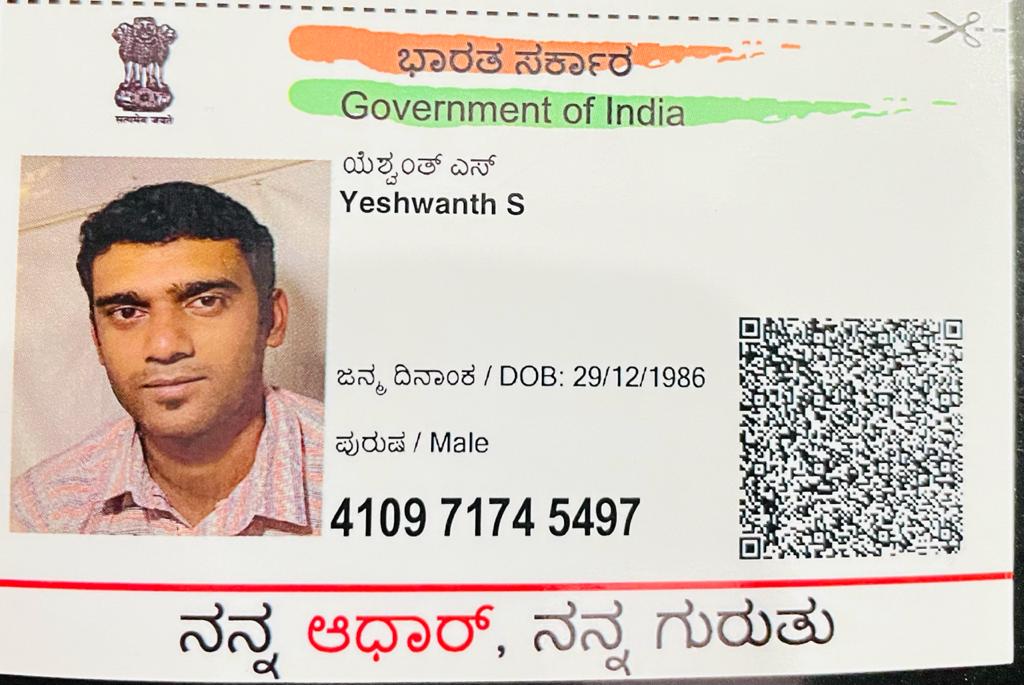 ಭಾರತ ಸರ್ಕಾರ
Government of India
सत्यमेव जयते
ಯೆಶ್ವಂತ್ ಎಸ್
Yeshwanth S
ಜನ್ಮ ದಿನಾಂಕ / DOB: 29/12/1986
ಪುರುಷ / Male
4109 7174 5497
ನನ್ನ ಆಧಾರ್, ನನ್ನ ಗುರುತು